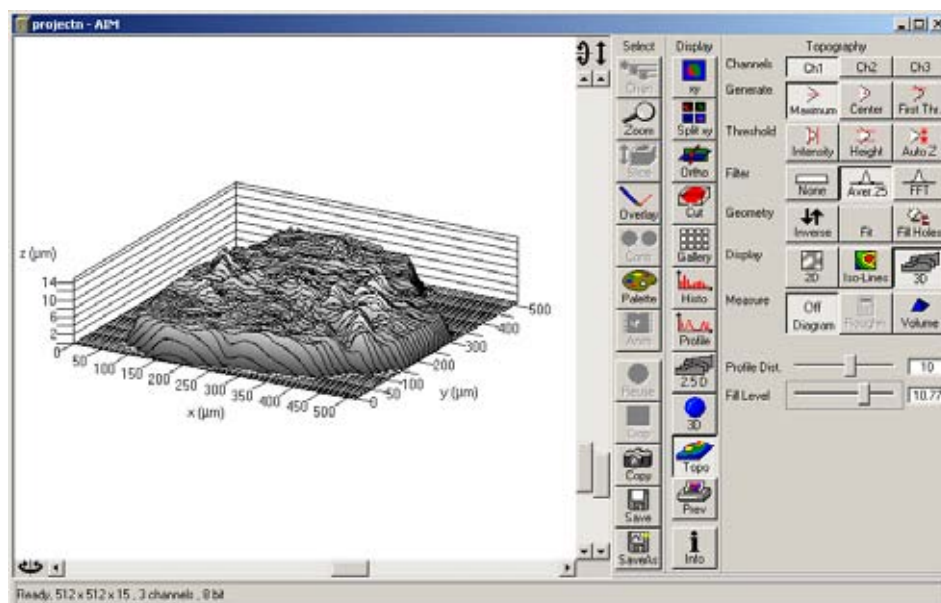 projectn - AIM
Select
Display
Topography
Chan
xy
Channels
Ch1
Ch2
Ch3
Zoom
Split xy
Generate
Maximum
Center
First Thr.
Slice
Ortho
Threshold
Intensity
Height
Auto Z
Overlay
Cut
Filter
None
Aver.25
FFT
Cont
Gallery
Geometry
Inverse
Fit
Fill Holes
Palette
Histo
Display
2D
Iso-Lines
3D
Anim
Profile
Measure
Off
Diagram
Volume
Reuse
2.5 D
Profile Dist.
10
Crop
3D
Fill Level
10.77
Copy
Topo
Save
Prev
SaveAs
Info
z (µm)
14
10
8
6
4
2
0
50
100
150
200
250
300
350
400
450
500
x (µm)
0
50
100
200
300
400
500
y (µm)
Ready, 512 x 512 x 15, 3 channels, 8 bit